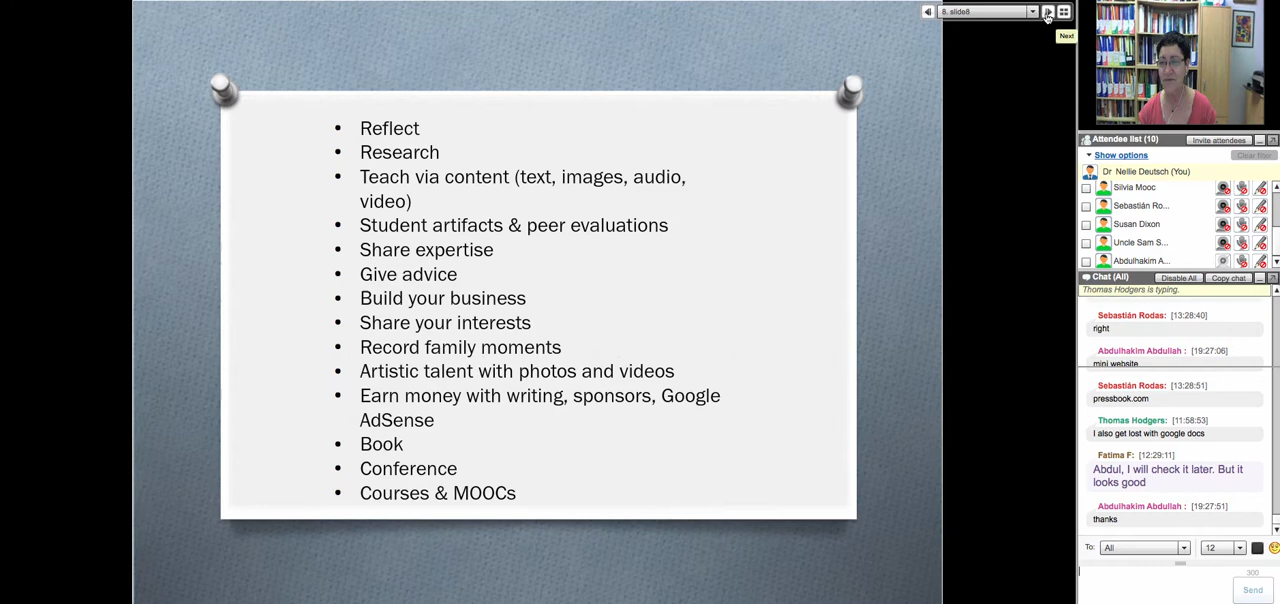 8. slide8
Next
• Reflect
• Research
• Teach via content (text, images, audio,
video)
• Student artifacts & peer evaluations
• Share expertise
• Give advice
• Build your business
• Share your interests
• Record family moments
• Artistic talent with photos and videos
• Earn money with writing, sponsors, Google
AdSense
• Book
• Conference
• Courses & MOOCs
Attendee list (10)
Invite attendees
Show options
Clear filter
Dr Nellie Deutsch (You)
Silvia Mooc
Sebastián Ro...
Susan Dixon
Uncle Sam S...
Abdulhakim A...
Chat (All)
Disable All
Copy chat
Thomas Hodgers is typing.
Sebastián Rodas: [13:28:40]
right
Abdulhakim Abdullah : [19:27:06]
mini website
Sebastián Rodas: [13:28:51]
pressbook.com
Thomas Hodgers: [11:58:53]
I also get lost with google docs
Fatima F: [12:29:11]
Abdul, I will check it later. But it
looks good
Abdulhakim Abdullah : [19:27:51]
thanks
To: All 12
300
Send